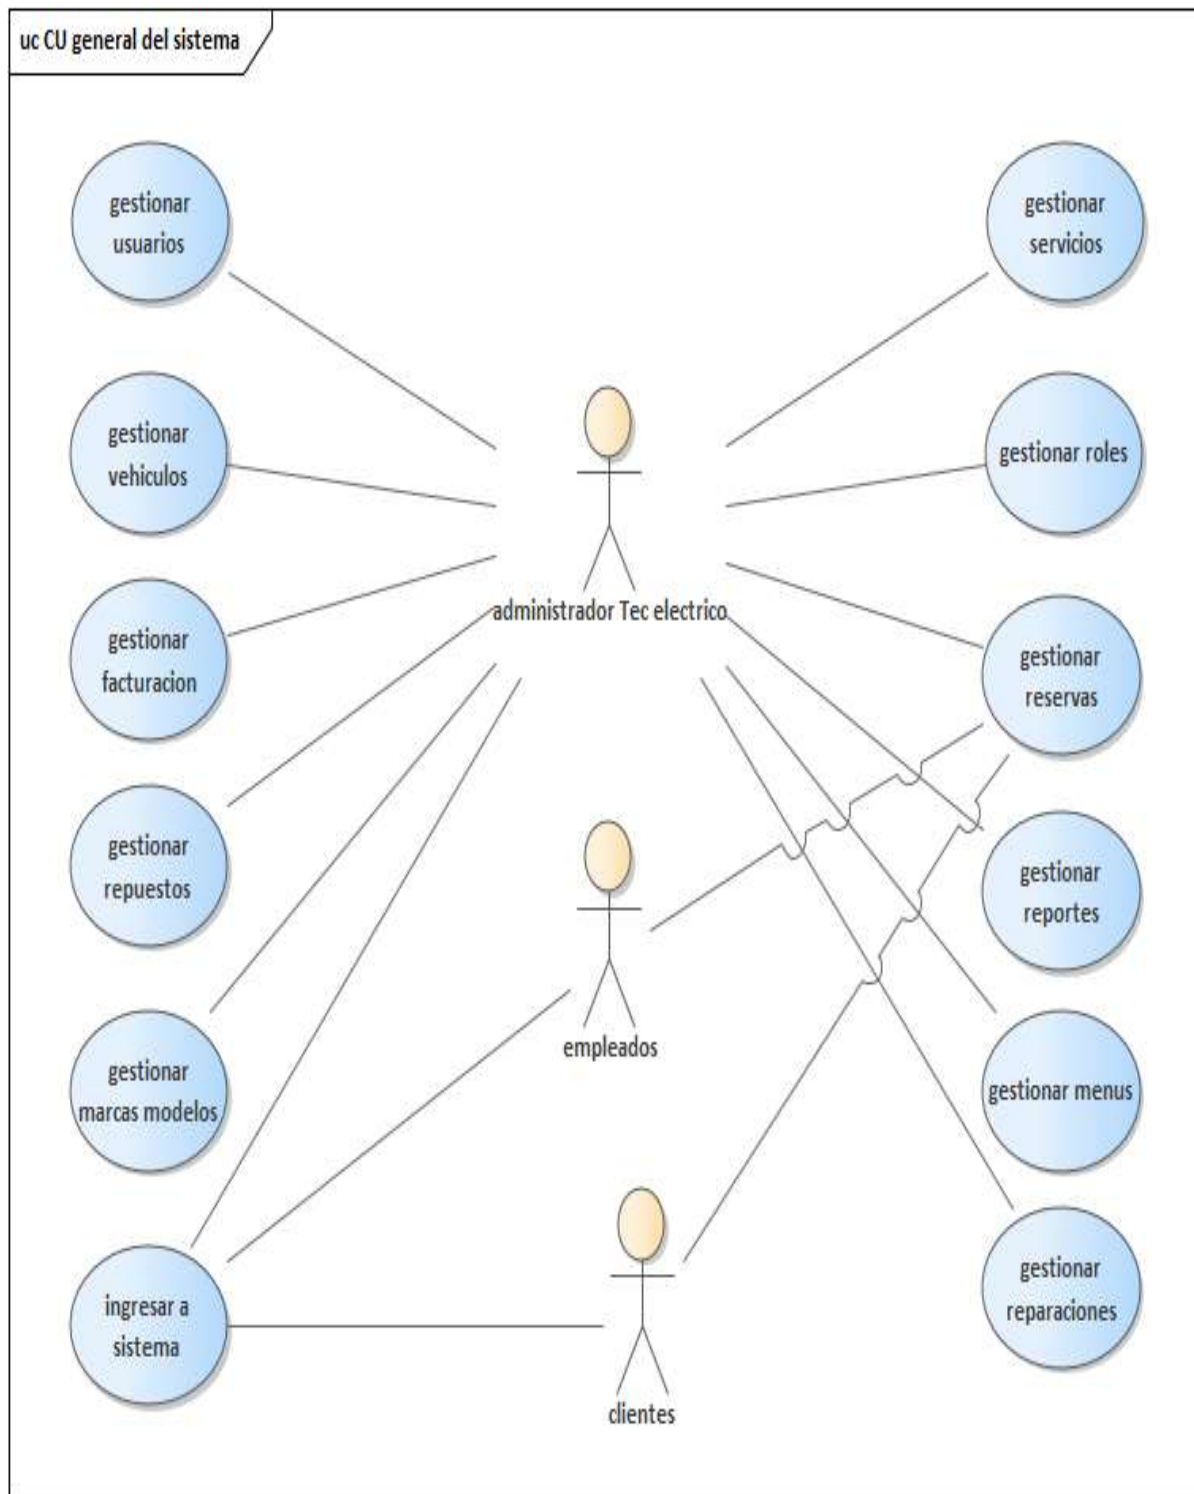 uc CU general del sistema
gestionar
usuarios
gestionar
servicios
gestionar
vehiculos
gestionar roles
administrador Tec electrico
gestionar
facturacion
gestionar
reservas
gestionar
repuestos
gestionar
reportes
empleados
gestionar
marcas modelos
gestionar menus
ingresar a
sistema
gestionar
reparaciones
clientes